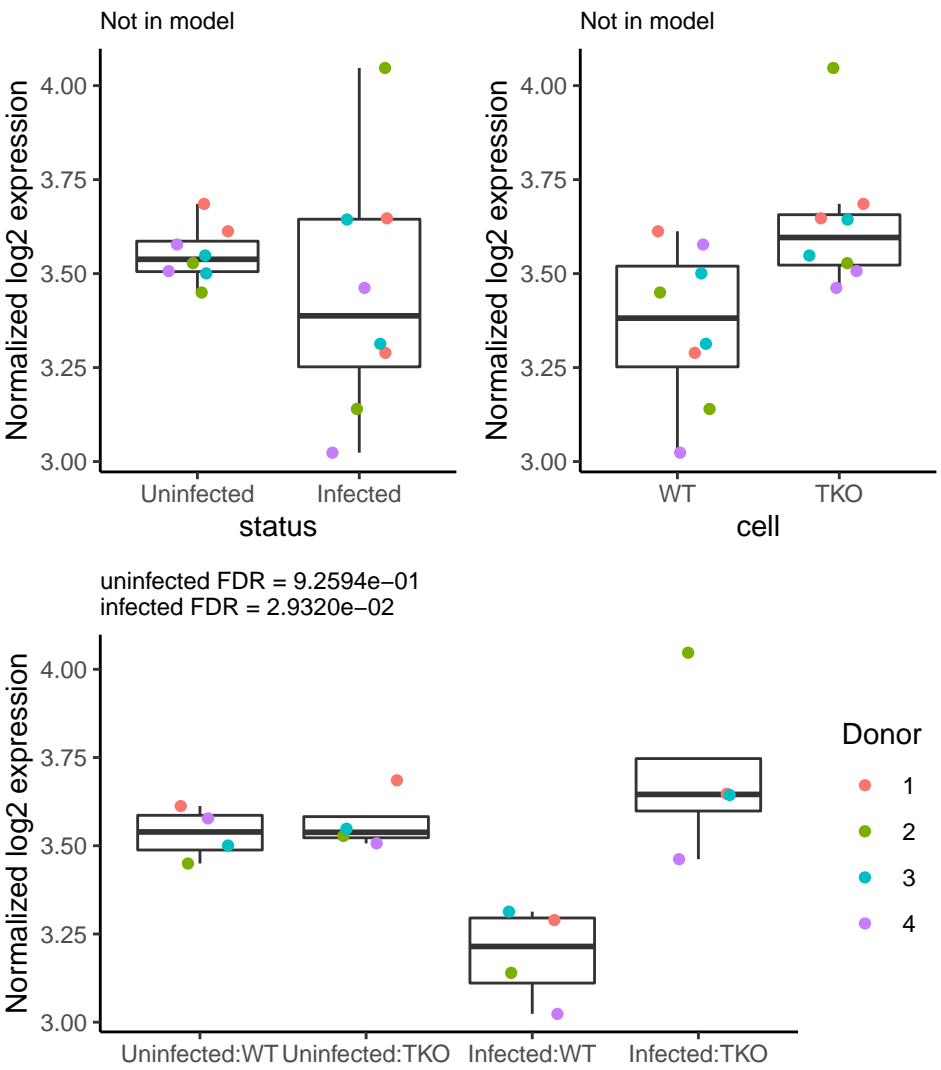 Not in model
Normalized log2 expression
4.00
3.75
3.50
3.25
3.00
Uninfected Infected
status
Not in model
Normalized log2 expression
4.00
3.75
3.50
3.25
3.00
WT TKO
cell
uninfected FDR = 9.2594e−01
infected FDR = 2.9320e−02
Normalized log2 expression
4.00
3.75
3.50
3.25
3.00
Uninfected:WT Uninfected:TKO Infected:WT Infected:TKO
Donor
1
2
3
4